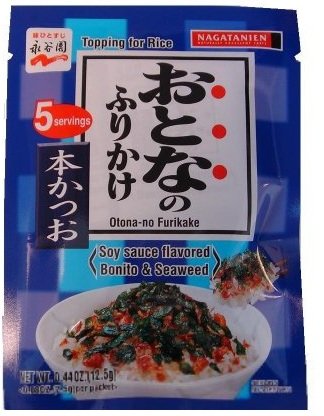 味ひとすじ
永谷園
Topping for Rice
NAGATANIEN
おとなの
ふりかけ
5 servings
本かつお
Otona-no Furikake
Soy sauce flavored
Bonito & Seaweed
NET WT. 0.44OZ.(12.5g)